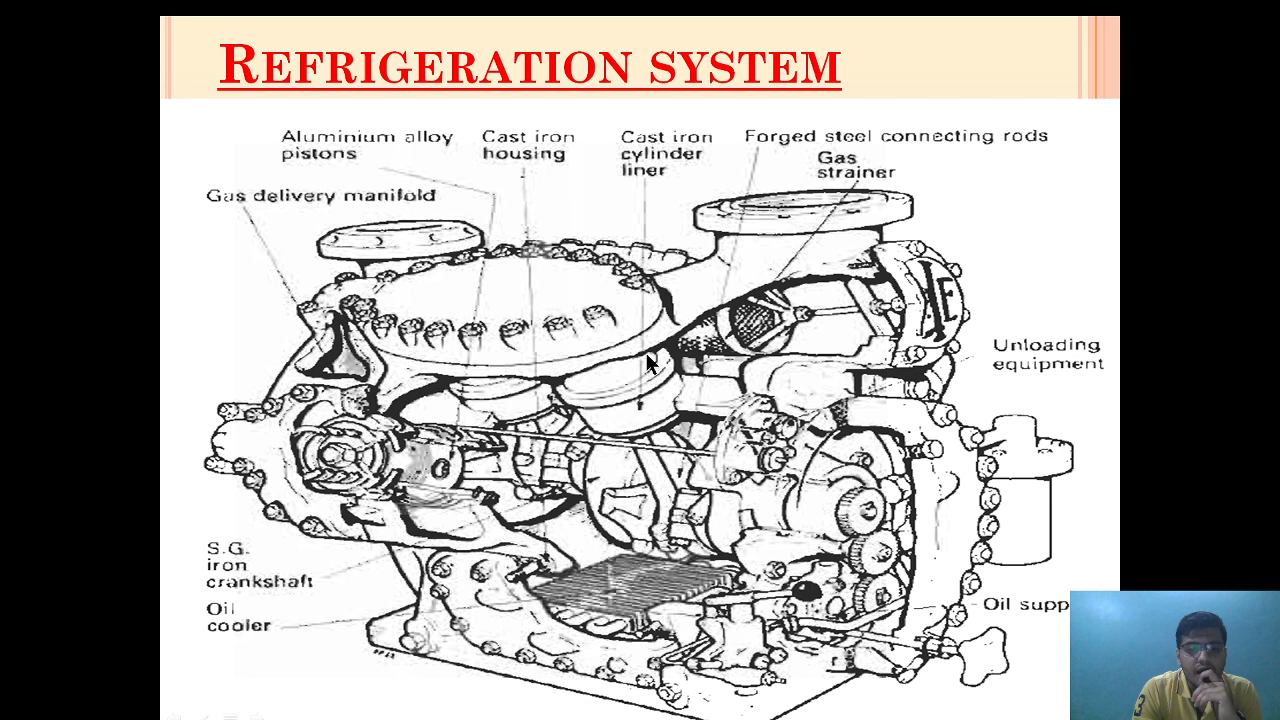 REFRIGERATION SYSTEM
Aluminium alloy
pistons
Cast iron
housing
Cast iron
cylinder
liner
Forged steel connecting rods
Gas
strainer
Gas delivery manifold
Unloading
equipment
S.G.
iron
crankshaft
Oil
cooler
Oil
3